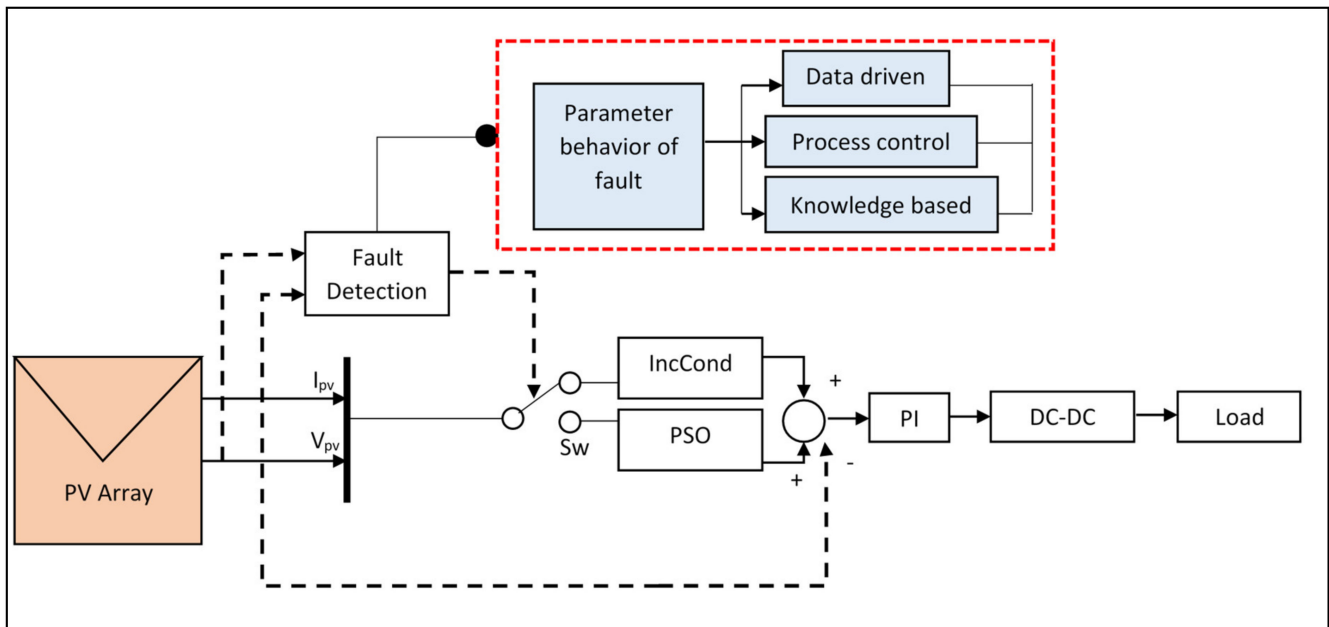 Data driven
Parameter
behavior of
fault
Process control
Knowledge based
Fault
Detection
Ipv
Vpv
PV Array
Sw
IncCond
PSO
+
+
-
PI
DC-DC
Load